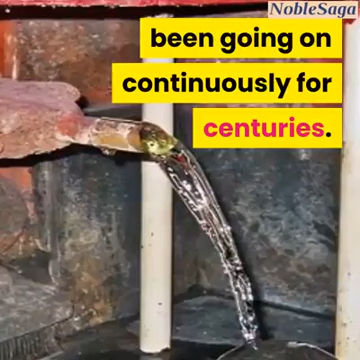 NobleSaga
been going on
continuously for
centuries.